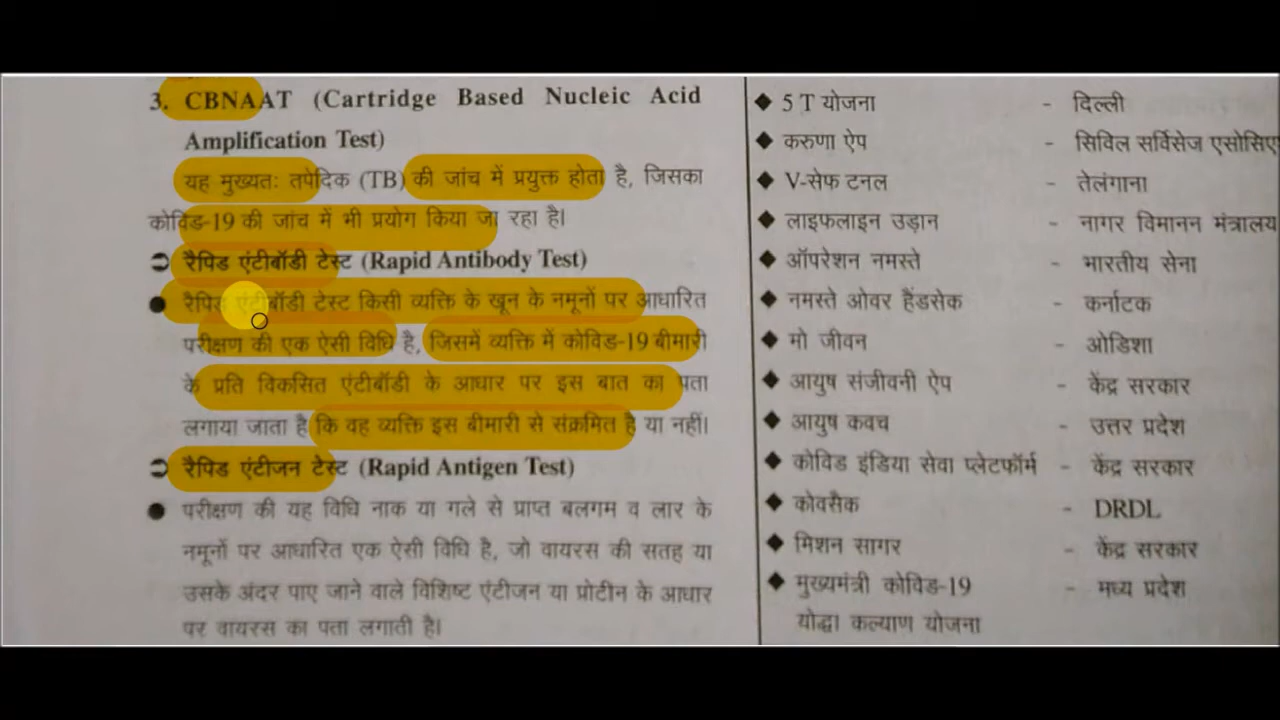 3. CBNAAT (Cartridge Based Nucleic Acid
Amplification Test)
यह मुख्यतः तपेदिक (TB) की जांच में प्रयुक्त होता है, जिसका
कोविड-19 की जांच में भी प्रयोग किया जा रहा है।
रैपिड एंटीबॉडी टेस्ट (Rapid Antibody Test)
रैपिड एंटीबॉडी टेस्ट किसी व्यक्ति के खून के नमूनों पर आधारित
परीक्षण की एक ऐसी विधि है, जिसमें व्यक्ति में कोविड-19 बीमारी
के प्रति विकसित एंटीबॉडी के आधार पर इस बात का पता
लगाया जाता है कि वह व्यक्ति इस बीमारी से संक्रमित है या नहीं।
रैपिड एंटीजन टेस्ट (Rapid Antigen Test)
परीक्षण की यह विधि नाक या गले से प्राप्त बलगम व लार के
नमूनों पर आधारित एक ऐसी विधि है, जो वायरस की सतह या
उसके अंदर पाए जाने वाले विशिष्ट एंटीजन या प्रोटीन के आधार
पर वायरस का पता लगाती है।
◆ 5 T योजना - दिल्ली
◆ करुणा ऐप - सिविल सर्विसेज
◆ V-सेफ टनल - तेलंगाना
◆ लाइफलाइन उड़ान - नागर विमानन मंत्रालय
◆ ऑपरेशन नमस्ते - भारतीय सेना
◆ नमस्ते ओवर हैंडसेक - कर्नाटक
◆ मो जीवन - ओडिशा
◆ आयुष संजीवनी ऐप - केंद्र सरकार
◆ आयुष कवच - उत्तर प्रदेश
◆ कोविड इंडिया सेवा प्लेटफॉर्म - केंद्र सरकार
◆ कोवसैक - DRDL
◆ मिशन सागर - केंद्र सरकार
◆ मुख्यमंत्री कोविड-19 - मध्य प्रदेश
योद्धा कल्याण योजना